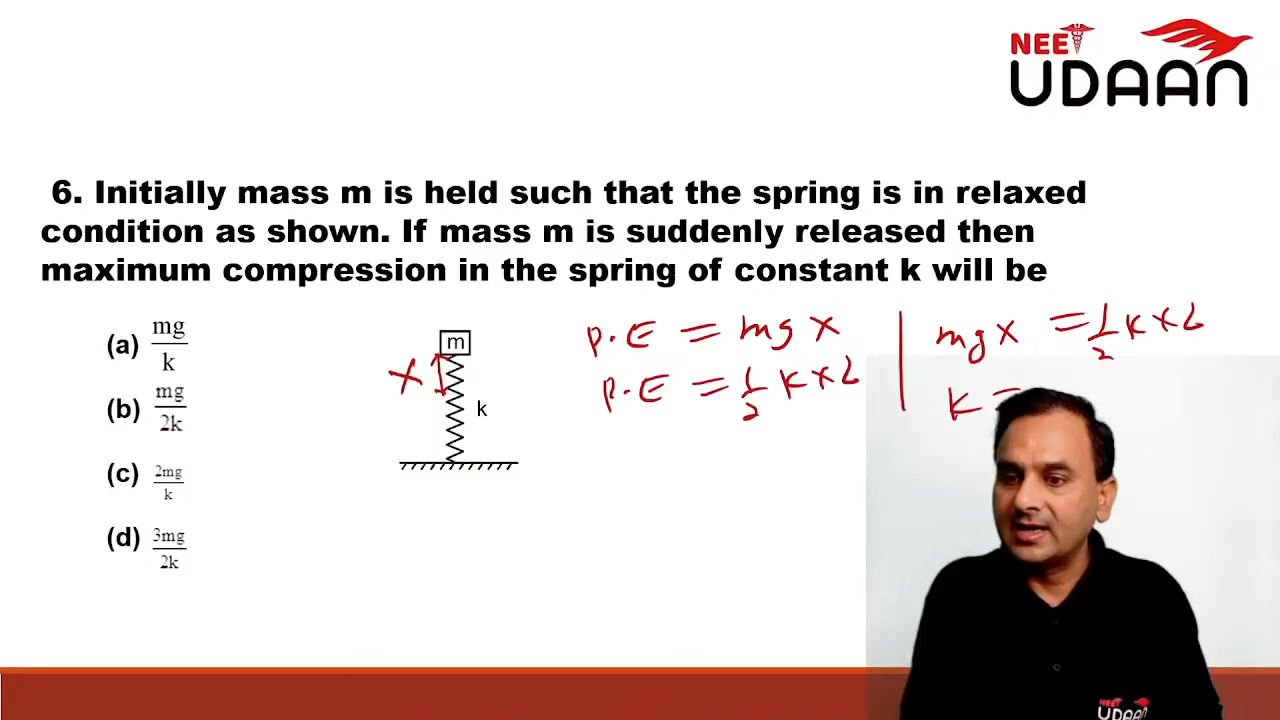 NEET
UDAAN
6. Initially mass m is held such that the spring is in relaxed
condition as shown. If mass m is suddenly released then
maximum compression in the spring of constant k will be
(a) mg/k
(b) mg/2k
(c) 2mg/k
(d) 3mg/2k
m
x
k
P.E = mgx
P.E = 1/2 kx2
mgx = 1/2 kx2
k =
NEET
UDAAN